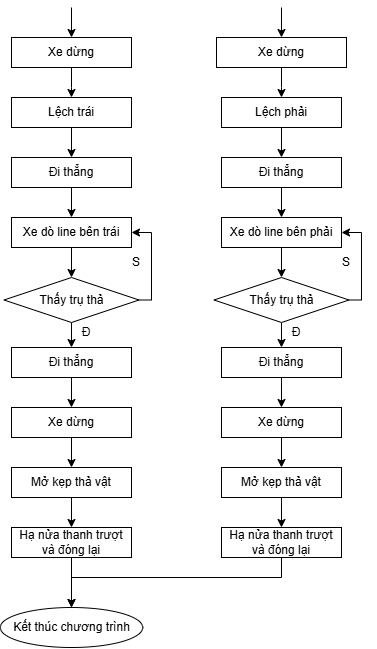 Xe dừng
Lệch trái
Đi thẳng
Xe dò line bên trái
S
Thấy trụ thả
Đ
Đi thẳng
Xe dừng
Mở kẹp thả vật
Hạ nửa thanh trượt
và đóng lại
Xe dừng
Lệch phải
Đi thẳng
Xe dò line bên phải
S
Thấy trụ thả
Đ
Đi thẳng
Xe dừng
Mở kẹp thả vật
Hạ nửa thanh trượt
và đóng lại
Kết thúc chương trình